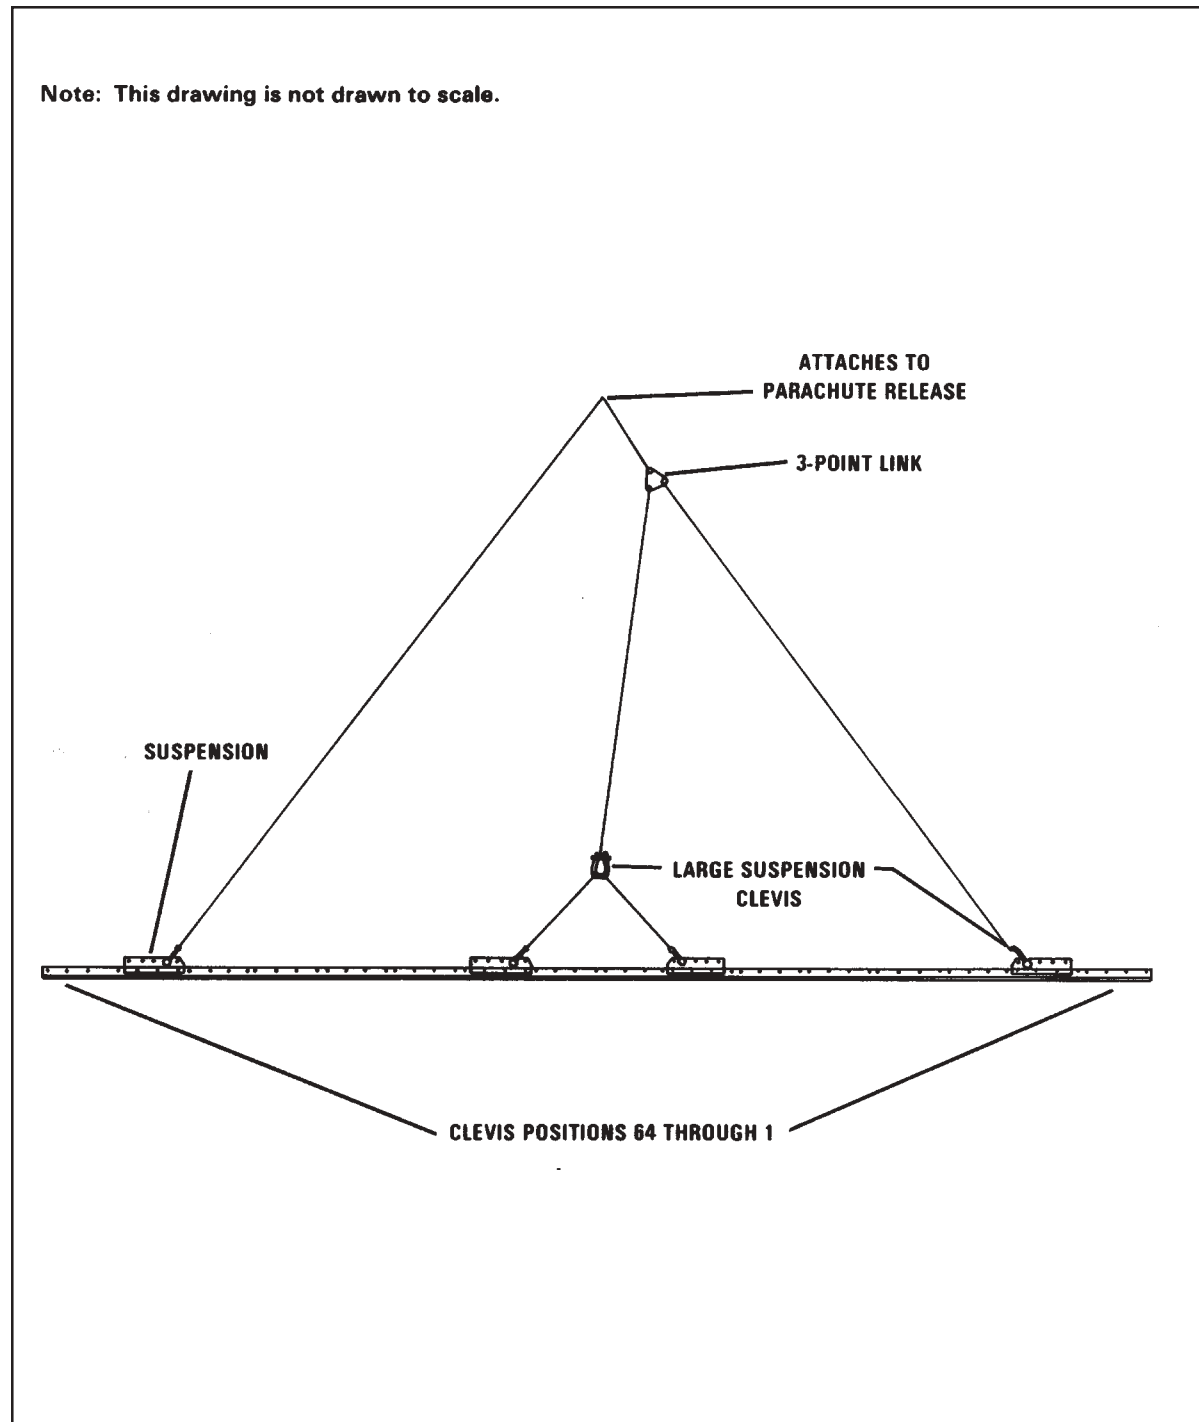 Note: This drawing is not drawn to scale.
ATTACHES TO
PARACHUTE RELEASE
3-POINT LINK
SUSPENSION
LARGE SUSPENSION
CLEVIS
CLEVIS POSITIONS 64 THROUGH 1